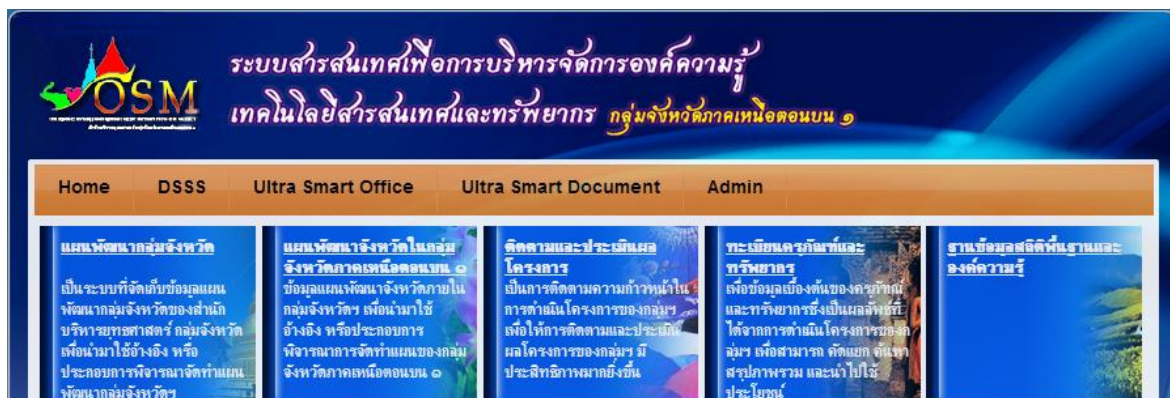 ระบบสารสนเทศเพื่อการบริหารจัดการองค์ความรู้
เทคโนโลยีสารสนเทศและทรัพยากร กลุ่มจังหวัดภาคเหนือตอนบน ๑
OSM
Home DSSS Ultra Smart Office Ultra Smart Document Admin
แผนพัฒนากลุ่มจังหวัด
เป็นระบบที่จัดเก็บข้อมูลแผน
พัฒนากลุ่มจังหวัดของสำนัก
บริหารยุทธศาสตร์ กลุ่มจังหวัด
เพื่อนำมาใช้อ้างอิง หรือ
ประกอบการพิจารณาจัดทำแผน
พัฒนากลุ่มจังหวัดฯ
แผนพัฒนาจังหวัดในกลุ่ม
จังหวัดภาคเหนือตอนบน ๑
ข้อมูลแผนพัฒนาจังหวัดภายใน
กลุ่มจังหวัดฯ เพื่อนำมาใช้
อ้างอิง หรือประกอบการ
พิจารณาการจัดทำแผนของกลุ่ม
จังหวัดภาคเหนือตอนบน ๑
ติดตามและประเมินผล
โครงการ
เป็นการติดตามความก้าวหน้าใน
การดำเนินโครงการของกลุ่มฯ
เพื่อให้การติดตามและประเมิน
ผลโครงการของกลุ่มฯ มี
ประสิทธิภาพมากยิ่งขึ้น
ทะเบียนครุภัณฑ์และ
ทรัพยากร
เพื่อข้อมูลเบื้องต้นของครุภัณฑ์
และทรัพยากรซึ่งเป็นผลลัพธ์ที่
ได้จากการดำเนินโครงการของก
ลุ่มฯ เพื่อสามารถ คัดแยก ค้นหา
สรุปภาพรวม และนำไปใช้
ประโยชน์
ฐานข้อมูลสถิติพื้นฐานและ
องค์ความรู้